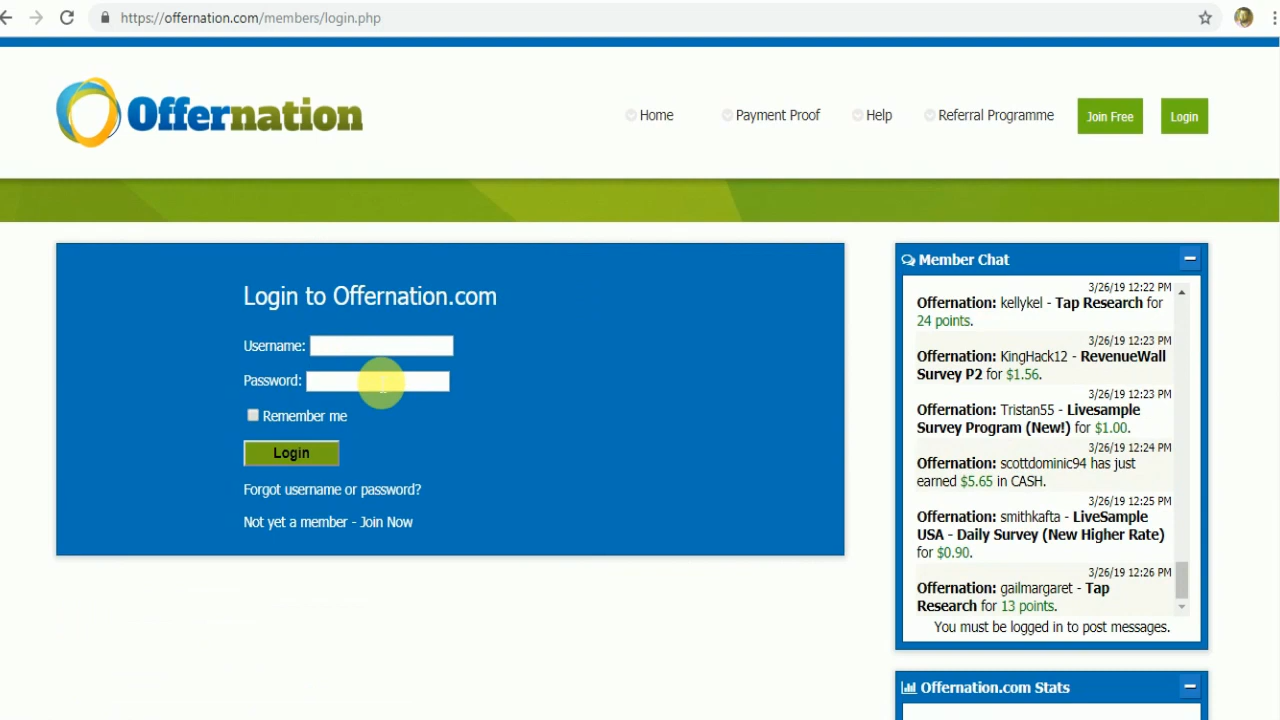 https://offernation.com/members/login.php
Offernation
Home
Payment Proof
Help
Referral Programme
Join Free
Login
Login to Offernation.com
Username:
Password:
Remember me
Login
Forgot username or password?
Not yet a member - Join Now
Member Chat
3/26/19 12:22 PM
Offernation: kellykel - Tap Research for
24 points.
3/26/19 12:23 PM
Offernation: KingHack12 - RevenueWall
Survey P2 for $1.56.
3/26/19 12:23 PM
Offernation: Tristan55 - Livesample
Survey Program (New!) for $1.00.
3/26/19 12:24 PM
Offernation: scottdominic94 has just
earned $5.65 in CASH.
3/26/19 12:25 PM
Offernation: smithkafta - LiveSample
USA - Daily Survey (New Higher Rate)
for $0.90.
3/26/19 12:26 PM
Offernation: gailmargaret - Tap
Research for 13 points.
You must be logged in to post messages.
Offernation.com Stats